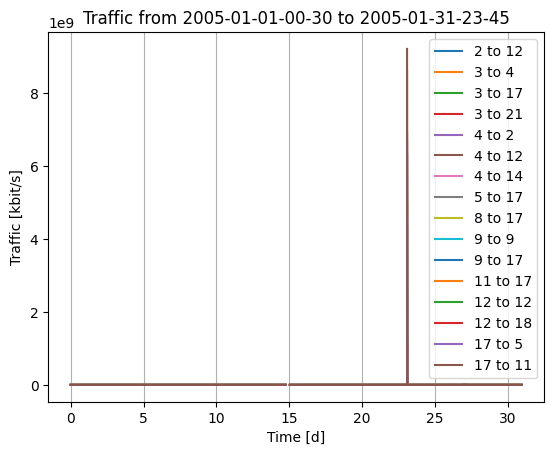 Traffic from 2005-01-01-00-30 to 2005-01-31-23-45
1e9
8
6
4
2
0
Traffic [kbit/s]
2 to 12
3 to 4
3 to 17
3 to 21
4 to 2
4 to 12
4 to 14
5 to 17
8 to 17
9 to 9
9 to 17
11 to 17
12 to 12
12 to 18
17 to 5
17 to 11
0 5 10 15 20 25 30
Time [d]